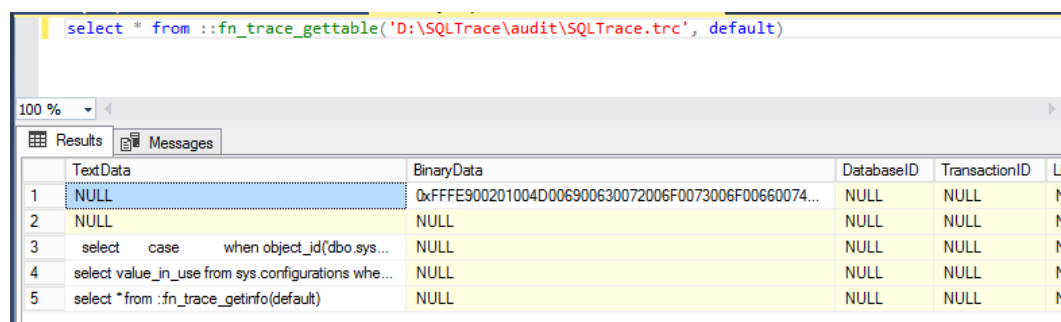 select * from ::fn_trace_gettable('D:\SQLTrace\audit\SQLTrace.trc', default)
100 %
Results Messages
TextData BinaryData DatabaseID TransactionID Li
1 NULL 0xFFFE900201004D006900630072006F0073006F00660074... NULL NULL N
2 NULL NULL NULL NULL N
3 select case when object_id('dbo.sys... NULL NULL NULL N
4 select value_in_use from sys.configurations whe... NULL NULL NULL N
5 select * from ::fn_trace_getinfo(default) NULL NULL NULL N